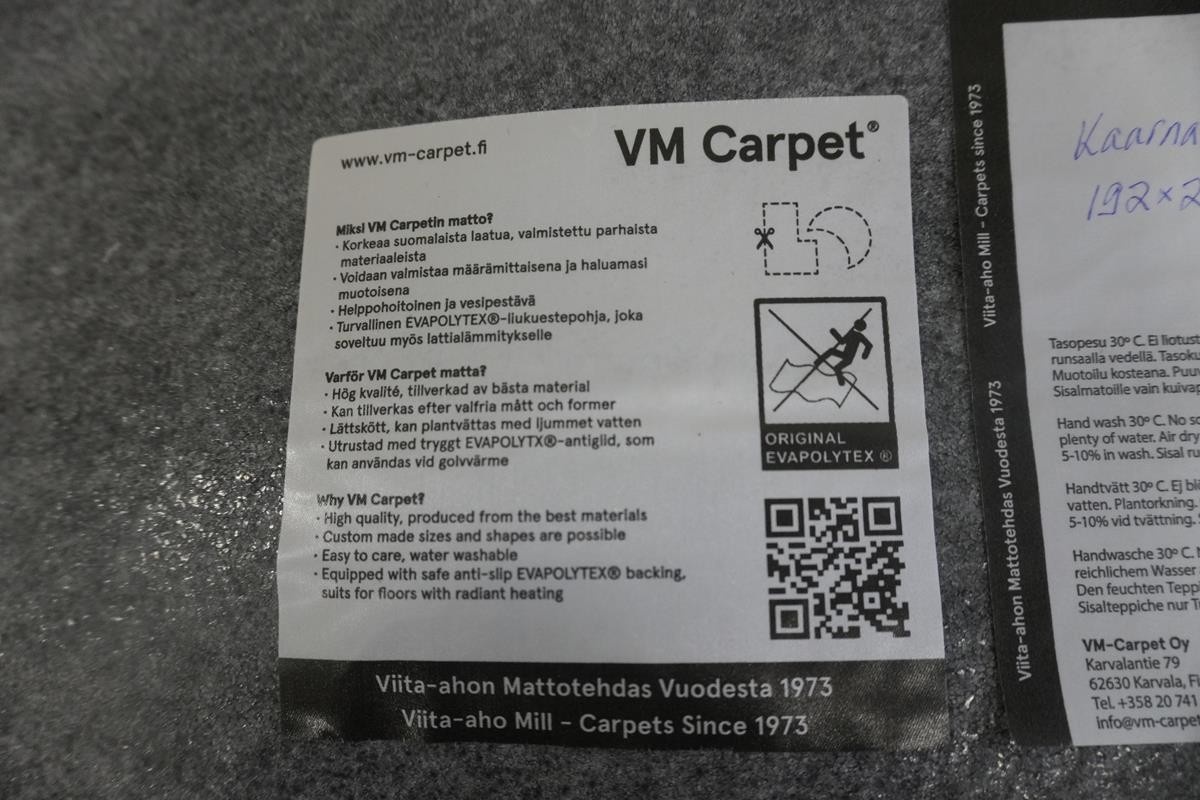 www.vm-carpet.fi
VM Carpet®
Miksi VM Carpetin matto?
· Korkeaa suomalaista laatua, valmistettu parhaista
materiaaleista
· Voidaan valmistaa määrämittaisena ja haluamasi
muotoisena
· Helppohoitoinen ja vesipestävä
· Turvallinen EVAPOLYTEX®-liukuestepohja, joka
soveltuu myös lattialämmitykselle
Varför VM Carpet matta?
· Hög kvalité, tillverkad av bästa material
· Kan tillverkas efter valfria mått och former
· Lättskött, kan plantvättas med ljummet vatten
· Utrustad med tryggt EVAPOLYTX®-antiglid, som
kan användas vid golvvärme
Why VM Carpet?
· High quality, produced from the best materials
· Custom made sizes and shapes are possible
· Easy to care, water washable
· Equipped with safe anti-slip EVAPOLYTEX® backing,
suits for floors with radiant heating
ORIGINAL
EVAPOLYTEX ®
Viita-ahon Mattotehdas Vuodesta 1973
Viita-aho Mill - Carpets Since 1973
Viita-ahon Mattotehdas Vuodesta 1973
Viita-aho Mill - Carpets since 1973
Kaarna
192×2
Tasopesu 30º C. Ei liotust
runsaalla vedellä. Tasoku
Muotoilu kosteana. Puuv
Sisalmatoille vain kuivap
Hand wash 30º C. No so
plenty of water. Air dry
5-10% in wash. Sisal ru
Handtvätt 30º C. Ej blö
vatten. Plantorkning.
5-10% vid tvättning. S
Handwasche 30º C.
reichlichem Wasser
Den feuchten Tepp
Sisalteppiche nur T
VM-Carpet Oy
Karvalantie 79
62630 Karvala, Fi
Tel. +358 20 741
info@vm-carpet